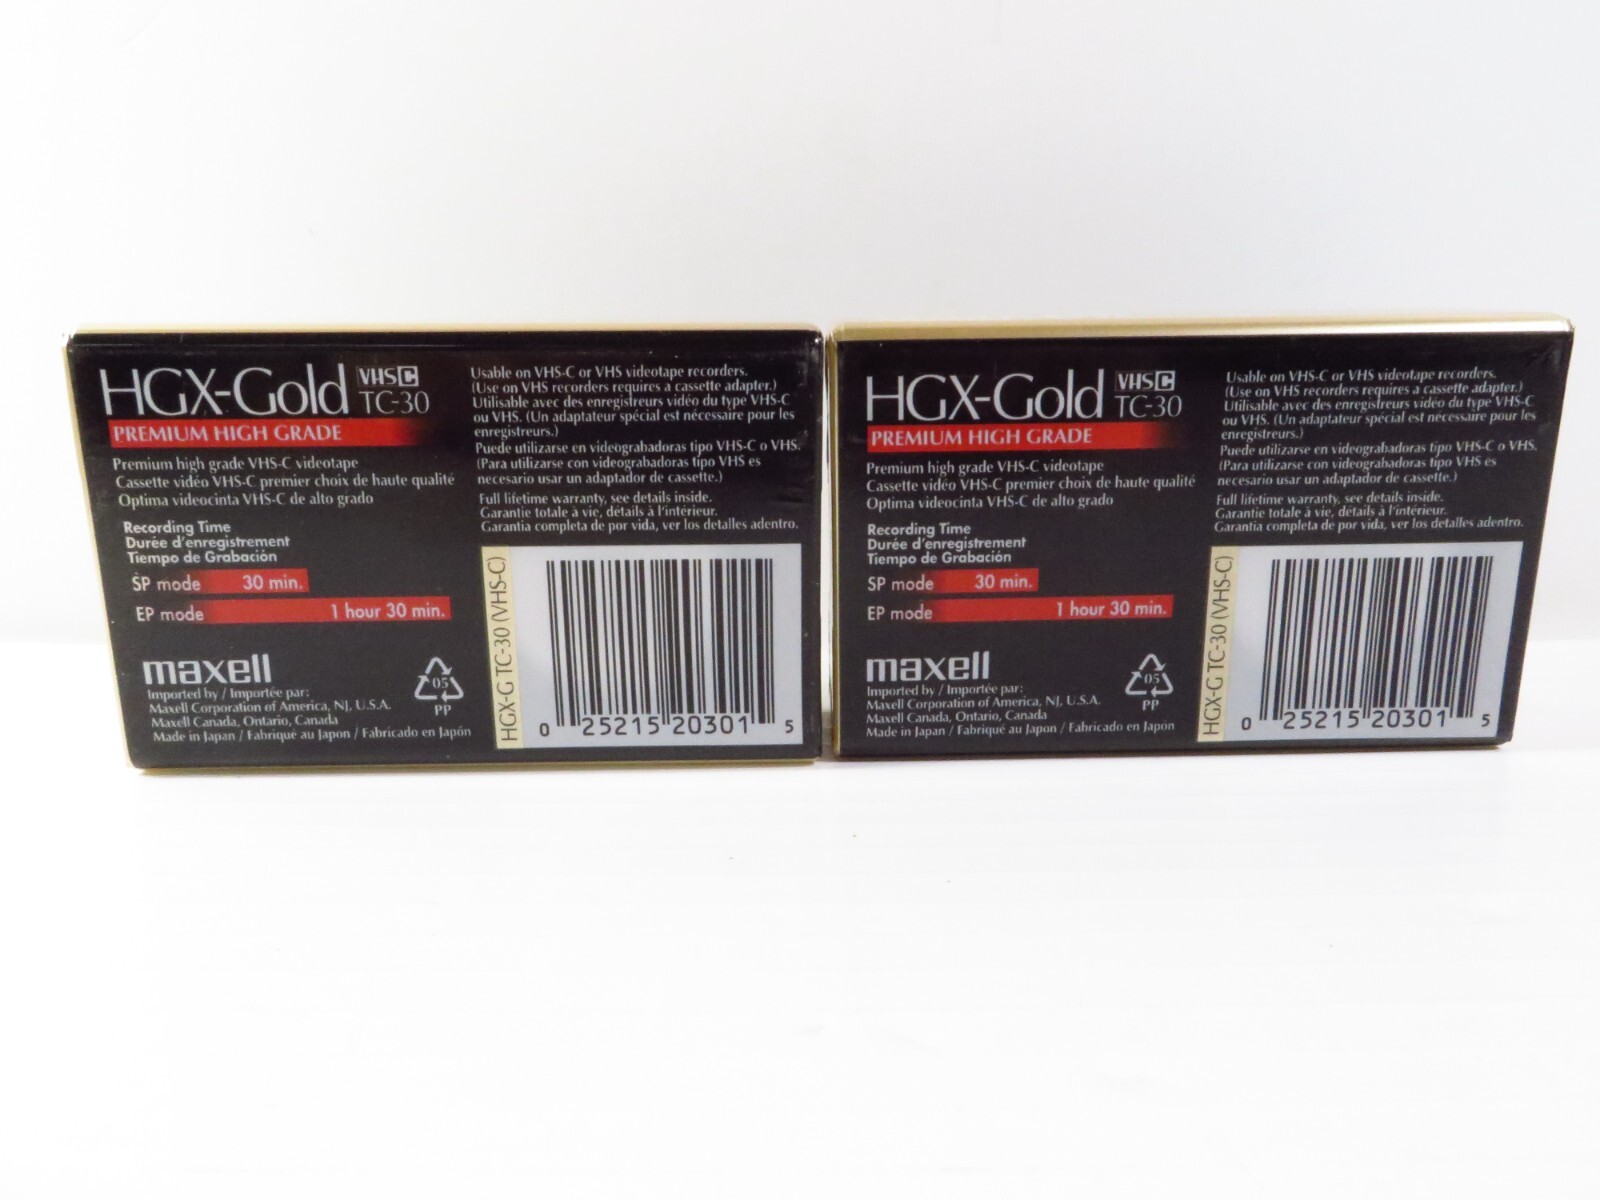 HGX-Gold VHS C
TC-30
PREMIUM HIGH GRADE
Premium high grade VHS-C videotape
Cassette vidéo VHS-C premier choix de haute qualité
Optima videocinta VHS-C de alto grado
Recording Time
Durée d'enregistrement
Tiempo de Grabación
SP mode 30 min.
EP mode 1 hour 30 min.
maxell
Imported by / Importée par:
Maxell Corporation of America, NJ, U.S.A.
Maxell Canada, Ontario, Canada
Made in Japan / Fabriqué au Japon / Fabricado en Japón
05
PP
Usable on VHS-C or VHS videotape recorders.
(Use on VHS recorders requires a cassette adapter.)
Utilisable avec des enregistreurs vidéo du type VHS-C
ou VHS. (Un adaptateur spécial est nécessaire pour les
enregistreurs.)
Puede utilizarse en videograbadoras tipo VHS-C o VHS.
(Para utilizarse con videograbadoras tipo VHS es
necesario usar un adaptador de cassette.)
Full lifetime warranty, see details inside.
Garantie totale à vie, détails à l'intérieur.
Garantia completa de por vida, ver los detalles adentro.
HGX-G TC-30 (VHS-C)
0 25215 20301 5
HGX-Gold VHS C
TC-30
PREMIUM HIGH GRADE
Premium high grade VHS-C videotape
Cassette vidéo VHS-C premier choix de haute qualité
Optima videocinta VHS-C de alto grado
Recording Time
Durée d'enregistrement
Tiempo de Grabación
SP mode 30 min.
EP mode 1 hour 30 min.
maxell
Imported by / Importée par:
Maxell Corporation of America, NJ, U.S.A.
Maxell Canada, Ontario, Canada
Made in Japan / Fabriqué au Japon / Fabricado en Japón
05
PP
Usable on VHS-C or VHS videotape recorders.
(Use on VHS recorders requires a cassette adapter.)
Utilisable avec des enregistreurs vidéo du type VHS-C
ou VHS. (Un adaptateur spécial est nécessaire pour les
enregistreurs.)
Puede utilizarse en videograbadoras tipo VHS-C o VHS.
(Para utilizarse con videograbadoras tipo VHS es
necesario usar un adaptador de cassette.)
Full lifetime warranty, see details inside.
Garantie totale à vie, détails à l'intérieur.
Garantia completa de por vida, ver los detalles adentro.
HGX-G TC-30 (VHS-C)
0 25215 20301 5